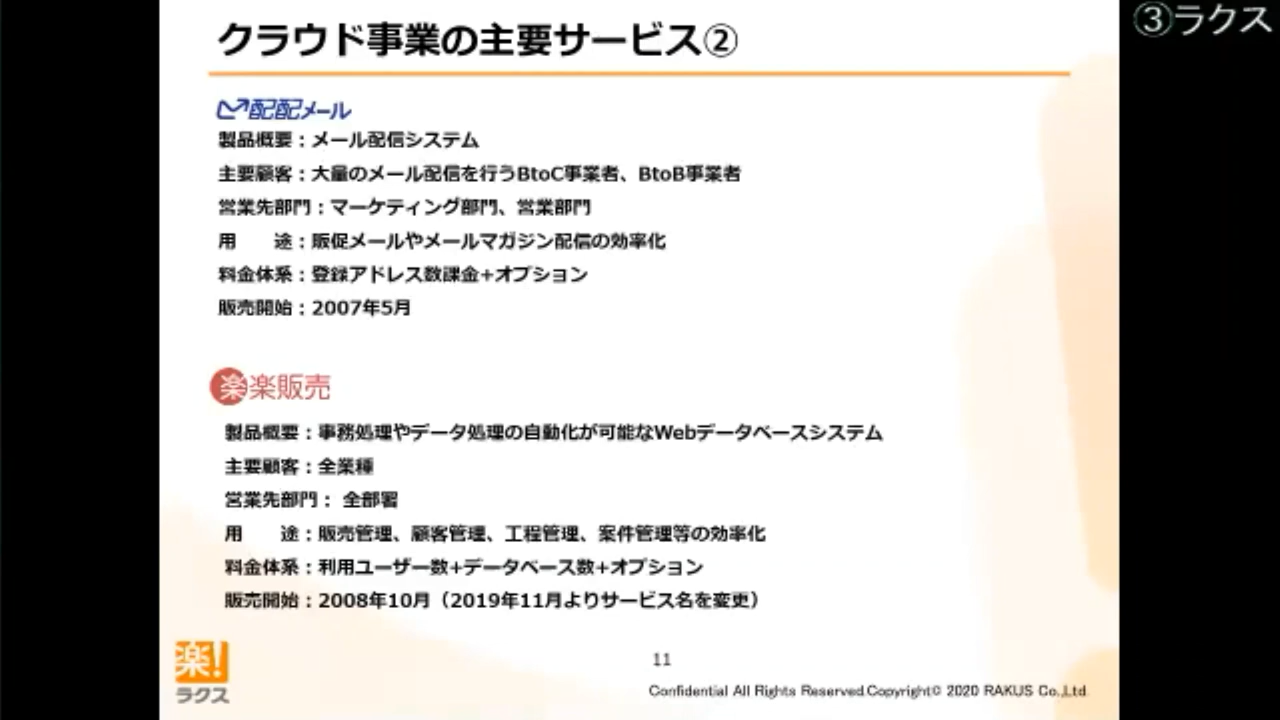 クラウド事業の主要サービス②
③ラクス
配配メール
製品概要：メール配信システム
主要顧客：大量のメール配信を行うBtoC事業者、BtoB事業者
営業先部門：マーケティング部門、営業部門
用　　途：販促メールやメールマガジン配信の効率化
料金体系：登録アドレス数課金+オプション
販売開始：2007年5月
楽楽販売
製品概要：事務処理やデータ処理の自動化が可能なWebデータベースシステム
主要顧客：全業種
営業先部門： 全部署
用　　途：販売管理、顧客管理、工程管理、案件管理等の効率化
料金体系：利用ユーザー数+データベース数+オプション
販売開始：2008年10月（2019年11月よりサービス名を変更）
楽!
ラクス
11
Confidential All Rights Reserved.Copyright© 2020 RAKUS Co.,Ltd.